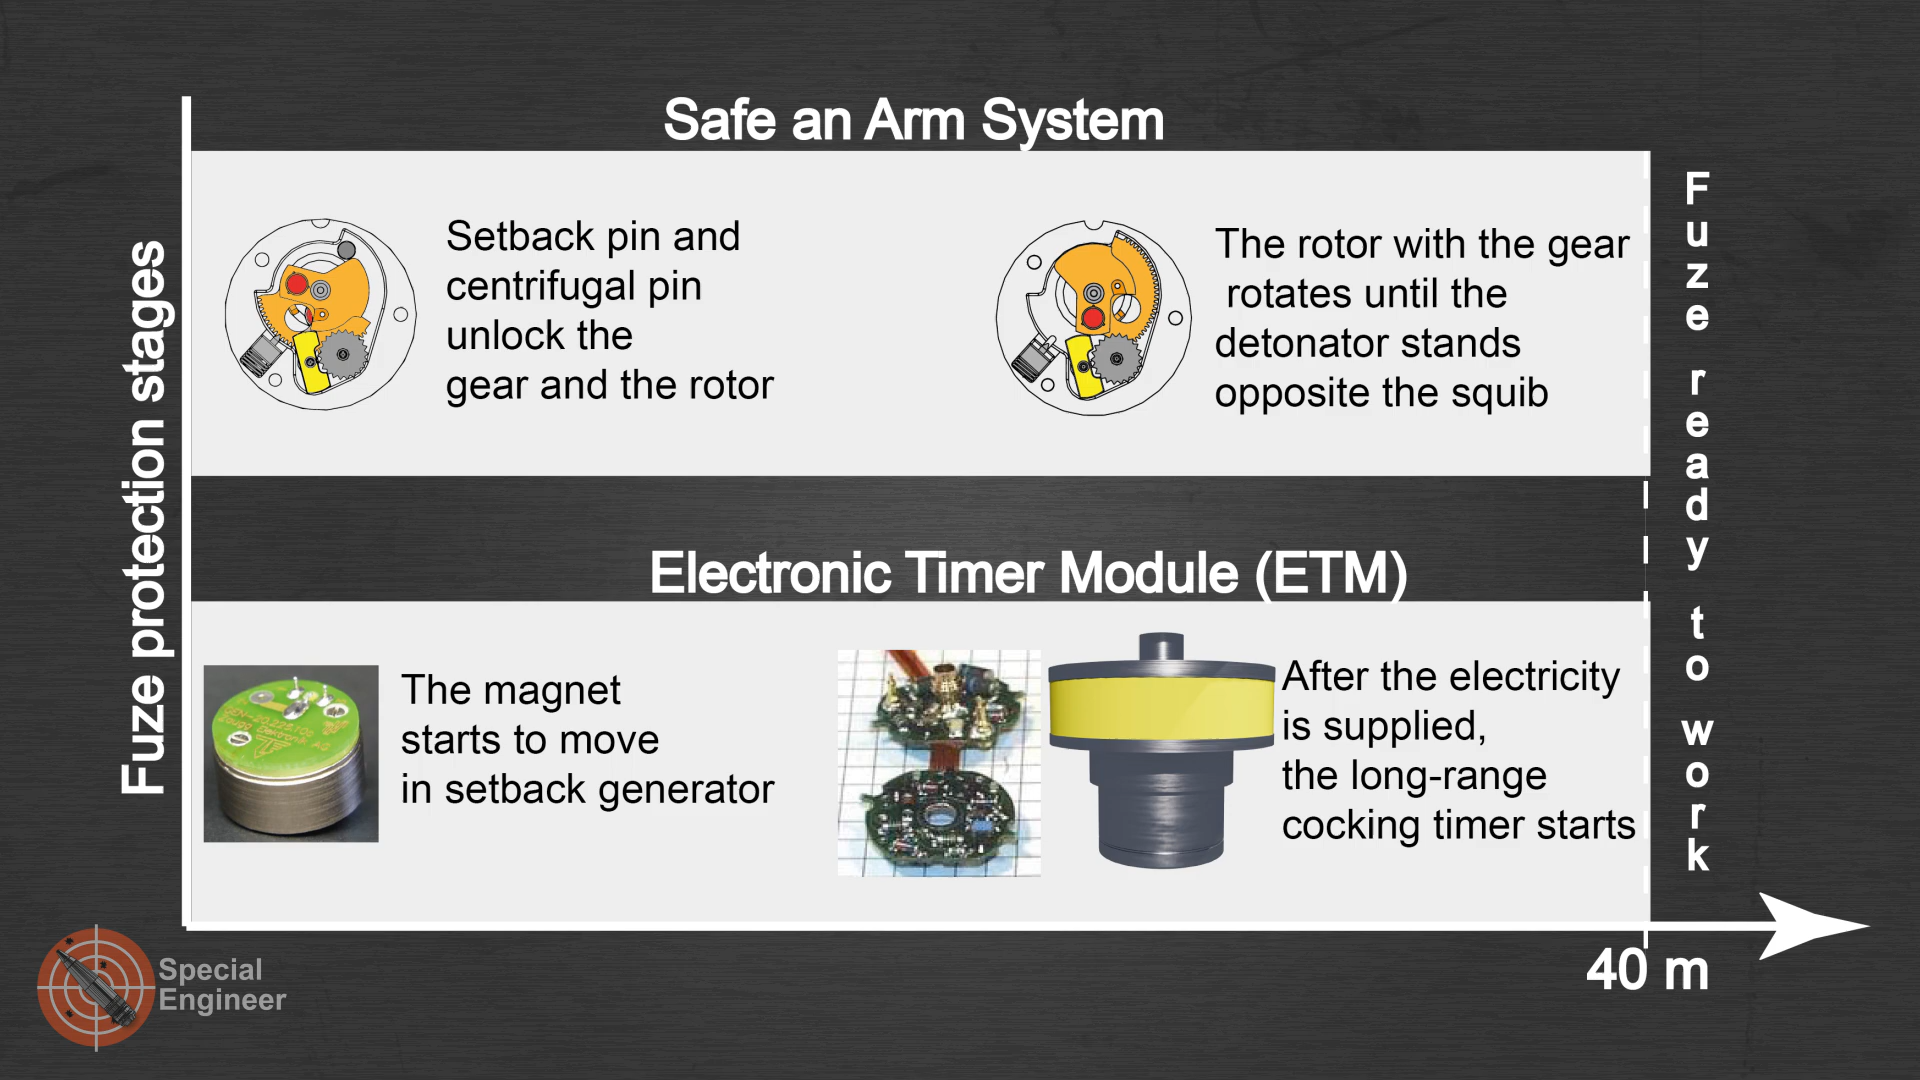 Safe an Arm System
Fuze protection stages
Setback pin and
centrifugal pin
unlock the
gear and the rotor
The rotor with the gear
rotates until the
detonator stands
opposite the squib
Fuze ready to work
Electronic Timer Module (ETM)
The magnet
starts to move
in setback generator
After the electricity
is supplied,
the long-range
cocking timer starts
40 m
Special
Engineer